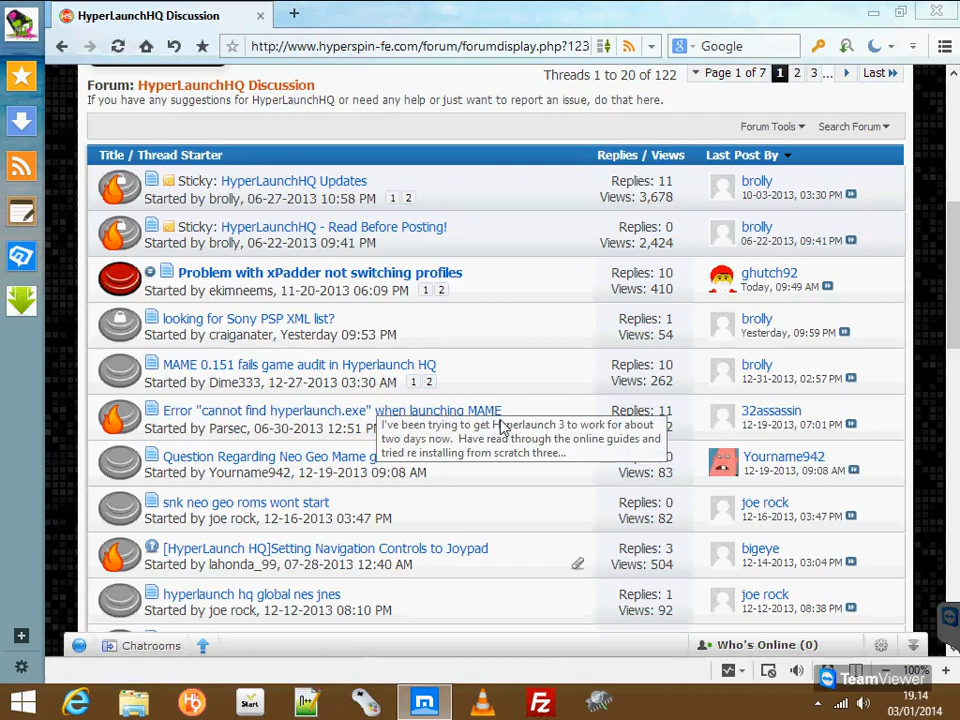 HyperLaunchHQ Discussion
http://www.hyperspin-fe.com/forum/forumdisplay.php?123
Google
Threads 1 to 20 of 122
Page 1 of 7 1 2 3 ... Last
Forum: HyperLaunchHQ Discussion
If you have any suggestions for HyperLaunchHQ or need any help or just want to report an issue, do that here.
Forum Tools Search Forum
Title / Thread Starter Replies / Views Last Post By
Sticky: HyperLaunchHQ Updates Replies: 11 brolly
Started by brolly, 06-27-2013 10:58 PM 1 2 Views: 3,678 10-03-2013, 03:30 PM
Sticky: HyperLaunchHQ - Read Before Posting! Replies: 0 brolly
Started by brolly, 06-22-2013 09:41 PM Views: 2,424 06-22-2013, 09:41 PM
Problem with xPadder not switching profiles Replies: 10 ghutch92
Started by ekimneems, 11-20-2013 06:09 PM 1 2 Views: 410 Today, 09:49 AM
looking for Sony PSP XML list? Replies: 1 brolly
Started by craiganater, Yesterday 09:53 PM Views: 54 Yesterday, 09:59 PM
MAME 0.151 fails game audit in Hyperlaunch HQ Replies: 10 brolly
Started by Dime333, 12-27-2013 03:30 AM 1 2 Views: 262 12-31-2013, 02:57 PM
Error "cannot find hyperlaunch.exe" when launching MAME Replies: 11 32assassin
Started by Parsec, 06-30-2013 12:51 12-19-2013, 07:01 PM
I've been trying to get Hyperlaunch 3 to work for about
two days now. Have read through the online guides and
tried re installing from scratch three...
Question Regarding Neo Geo Mame Yourname942
Started by Yourname942, 12-19-2013 09:08 AM Views: 83 12-19-2013, 09:08 AM
snk neo geo roms wont start Replies: 0 joe rock
Started by joe rock, 12-16-2013 03:47 PM Views: 82 12-16-2013, 03:47 PM
[HyperLaunch HQ]Setting Navigation Controls to Joypad Replies: 3 bigeye
Started by lahonda_99, 07-28-2013 12:40 AM Views: 504 12-14-2013, 03:04 PM
hyperlaunch hq global nes jnes Replies: 1 joe rock
Started by joe rock, 12-12-2013 08:10 PM Views: 92 12-12-2013, 08:38 PM
Chatrooms Who's Online (0)
100%
TeamViewer
Start
19.14
03/01/2014